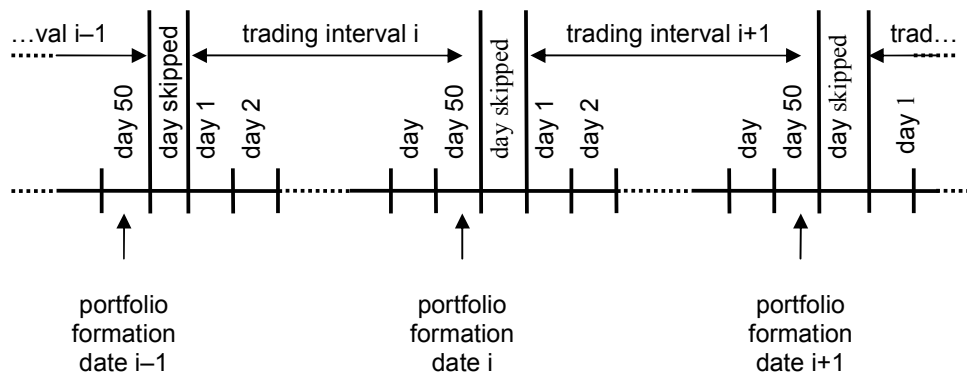 …val i–1
trading interval i
trading interval i+1
trad…
day 50
day skipped
day 1
day 2
day
day 50
day skipped
day 1
day 2
day
day 50
day skipped
day 1
portfolio
formation
date i–1
portfolio
formation
date i
portfolio
formation
date i+1